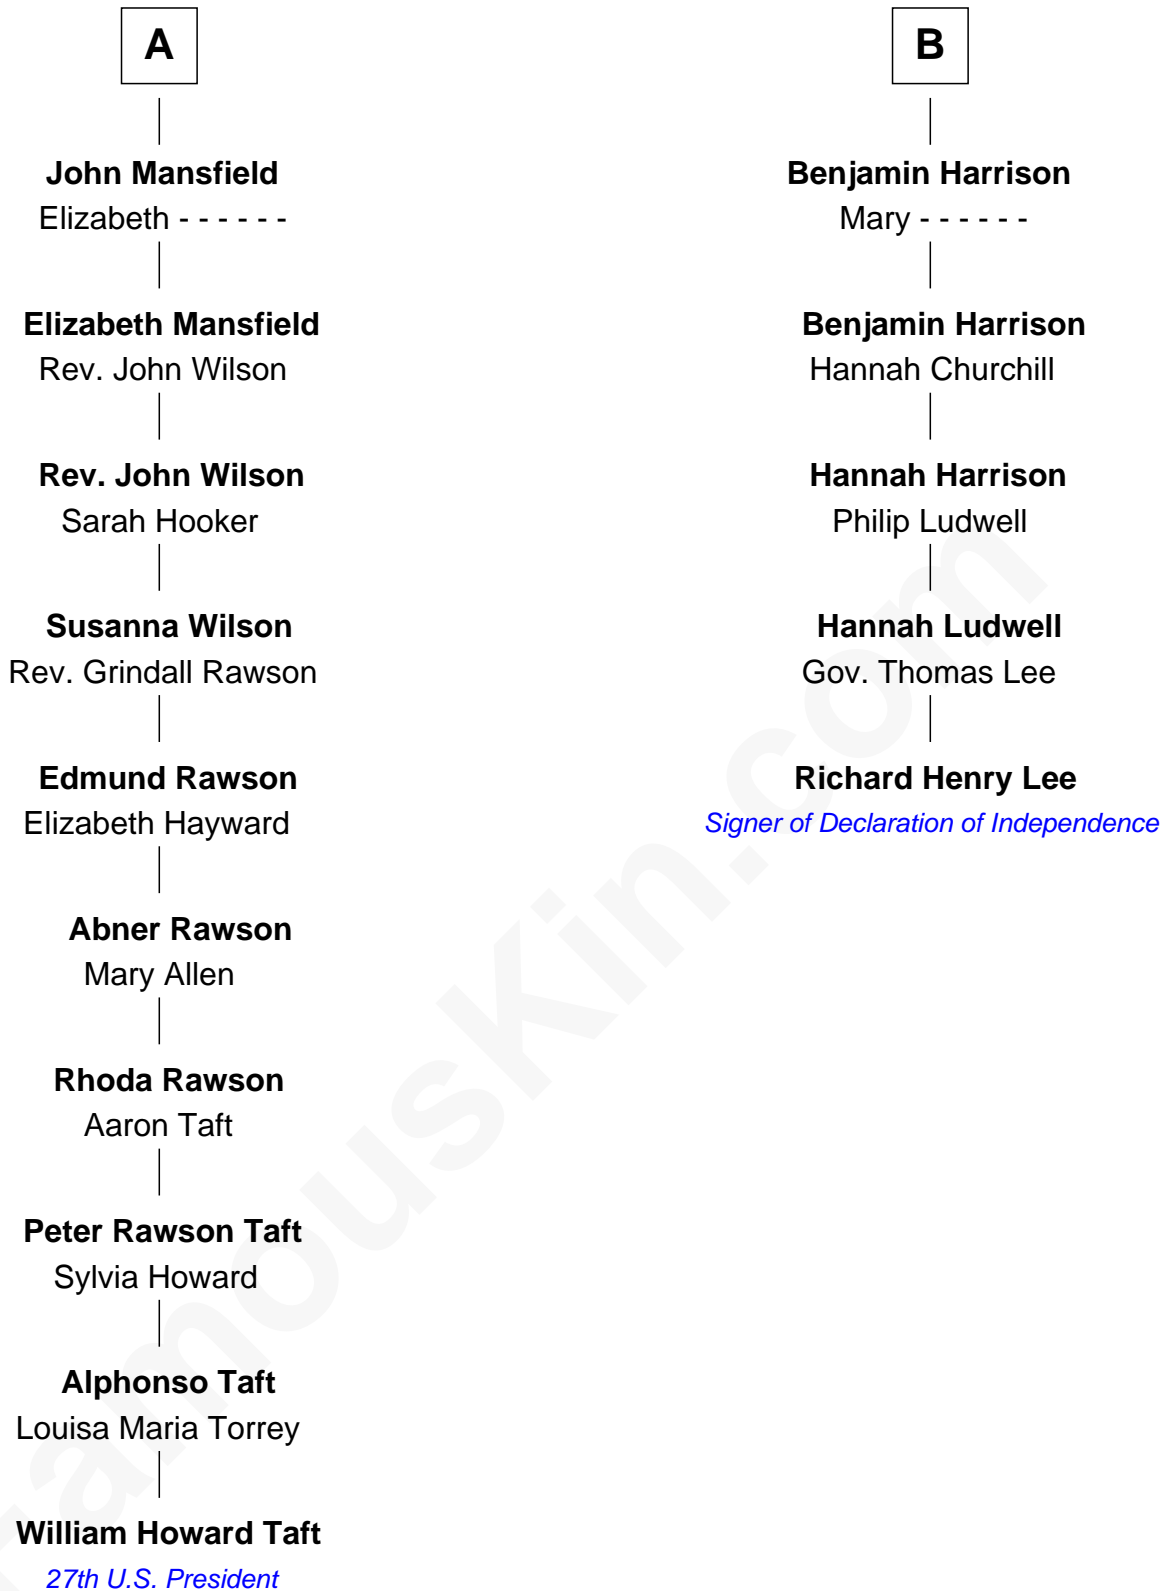 A
John Mansfield
Elizabeth - - - - - -
Elizabeth Mansfield
Rev. John Wilson
Rev. John Wilson
Sarah Hooker
Susanna Wilson
Rev. Grindall Rawson
Edmund Rawson
Elizabeth Hayward
Abner Rawson
Mary Allen
Rhoda Rawson
Aaron Taft
Peter Rawson Taft
Sylvia Howard
Alphonso Taft
Louisa Maria Torrey
William Howard Taft
27th U.S. President
B
Benjamin Harrison
Mary - - - - - -
Benjamin Harrison
Hannah Churchill
Hannah Harrison
Philip Ludwell
Hannah Ludwell
Gov. Thomas Lee
Richard Henry Lee
Signer of Declaration of Independence
FamousKin.com